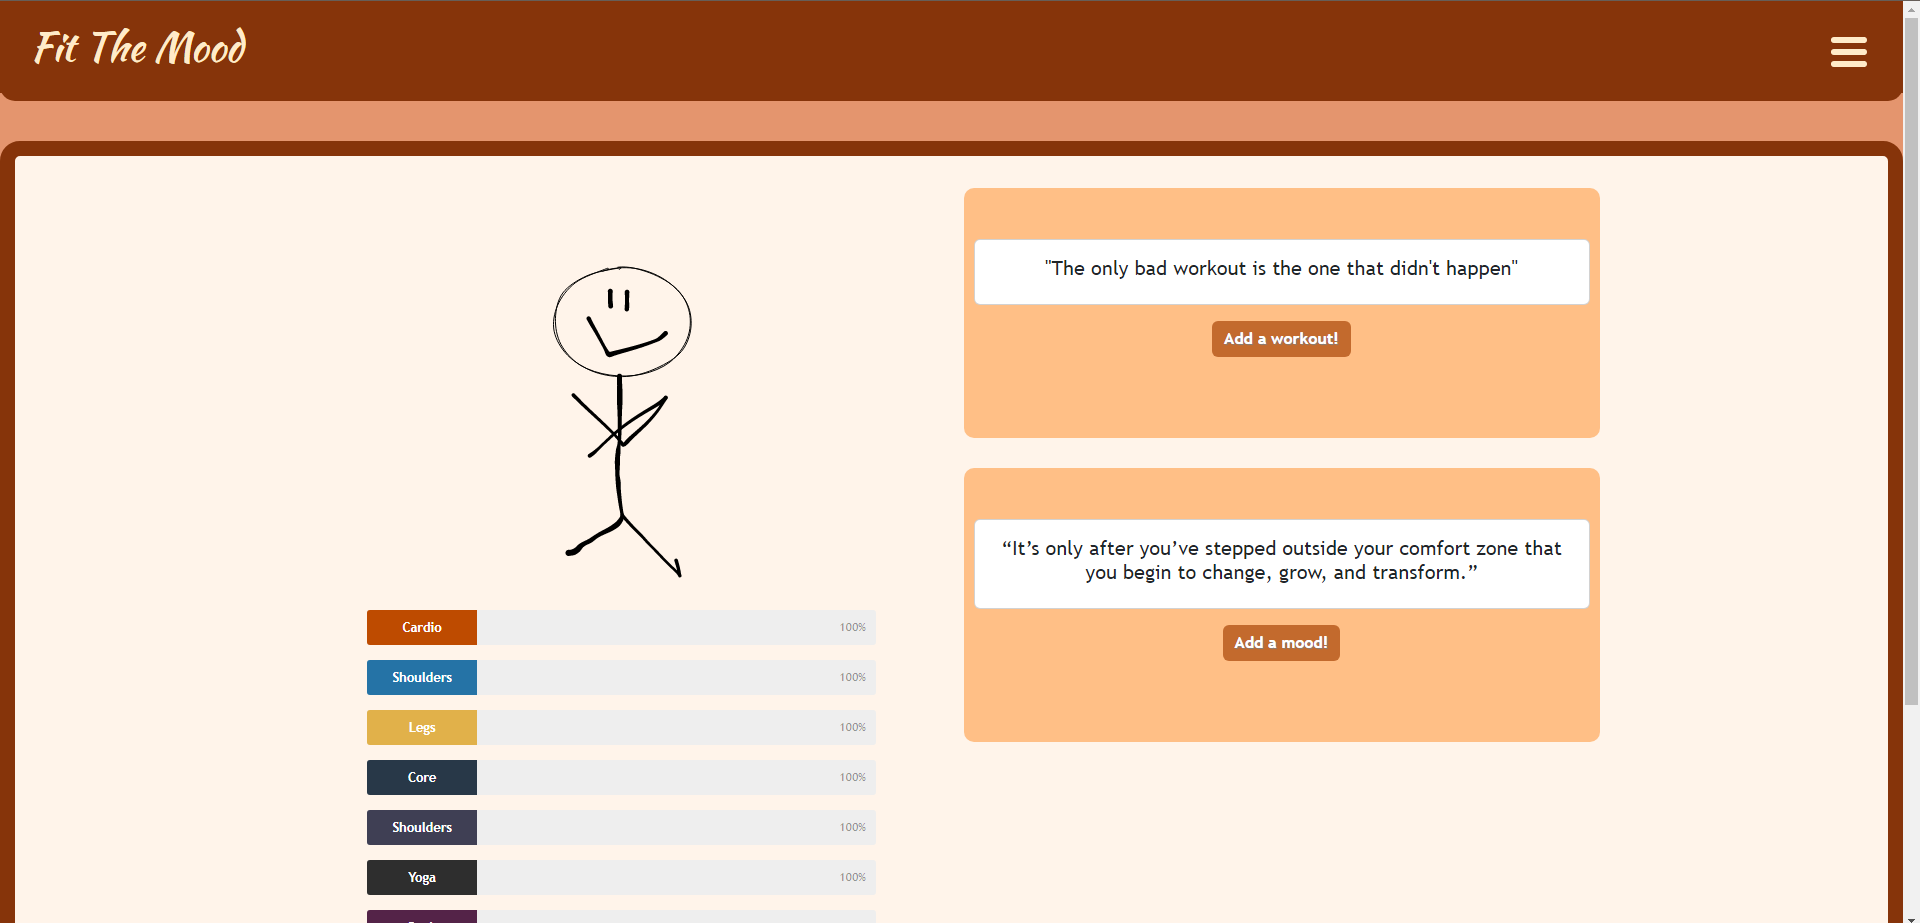 Fit The Mood
"The only bad workout is the one that didn't happen"
Add a workout!
“It’s only after you’ve stepped outside your comfort zone that
you begin to change, grow, and transform.”
Add a mood!
Cardio 100%
Shoulders 100%
Legs 100%
Core 100%
Shoulders 100%
Yoga 100%